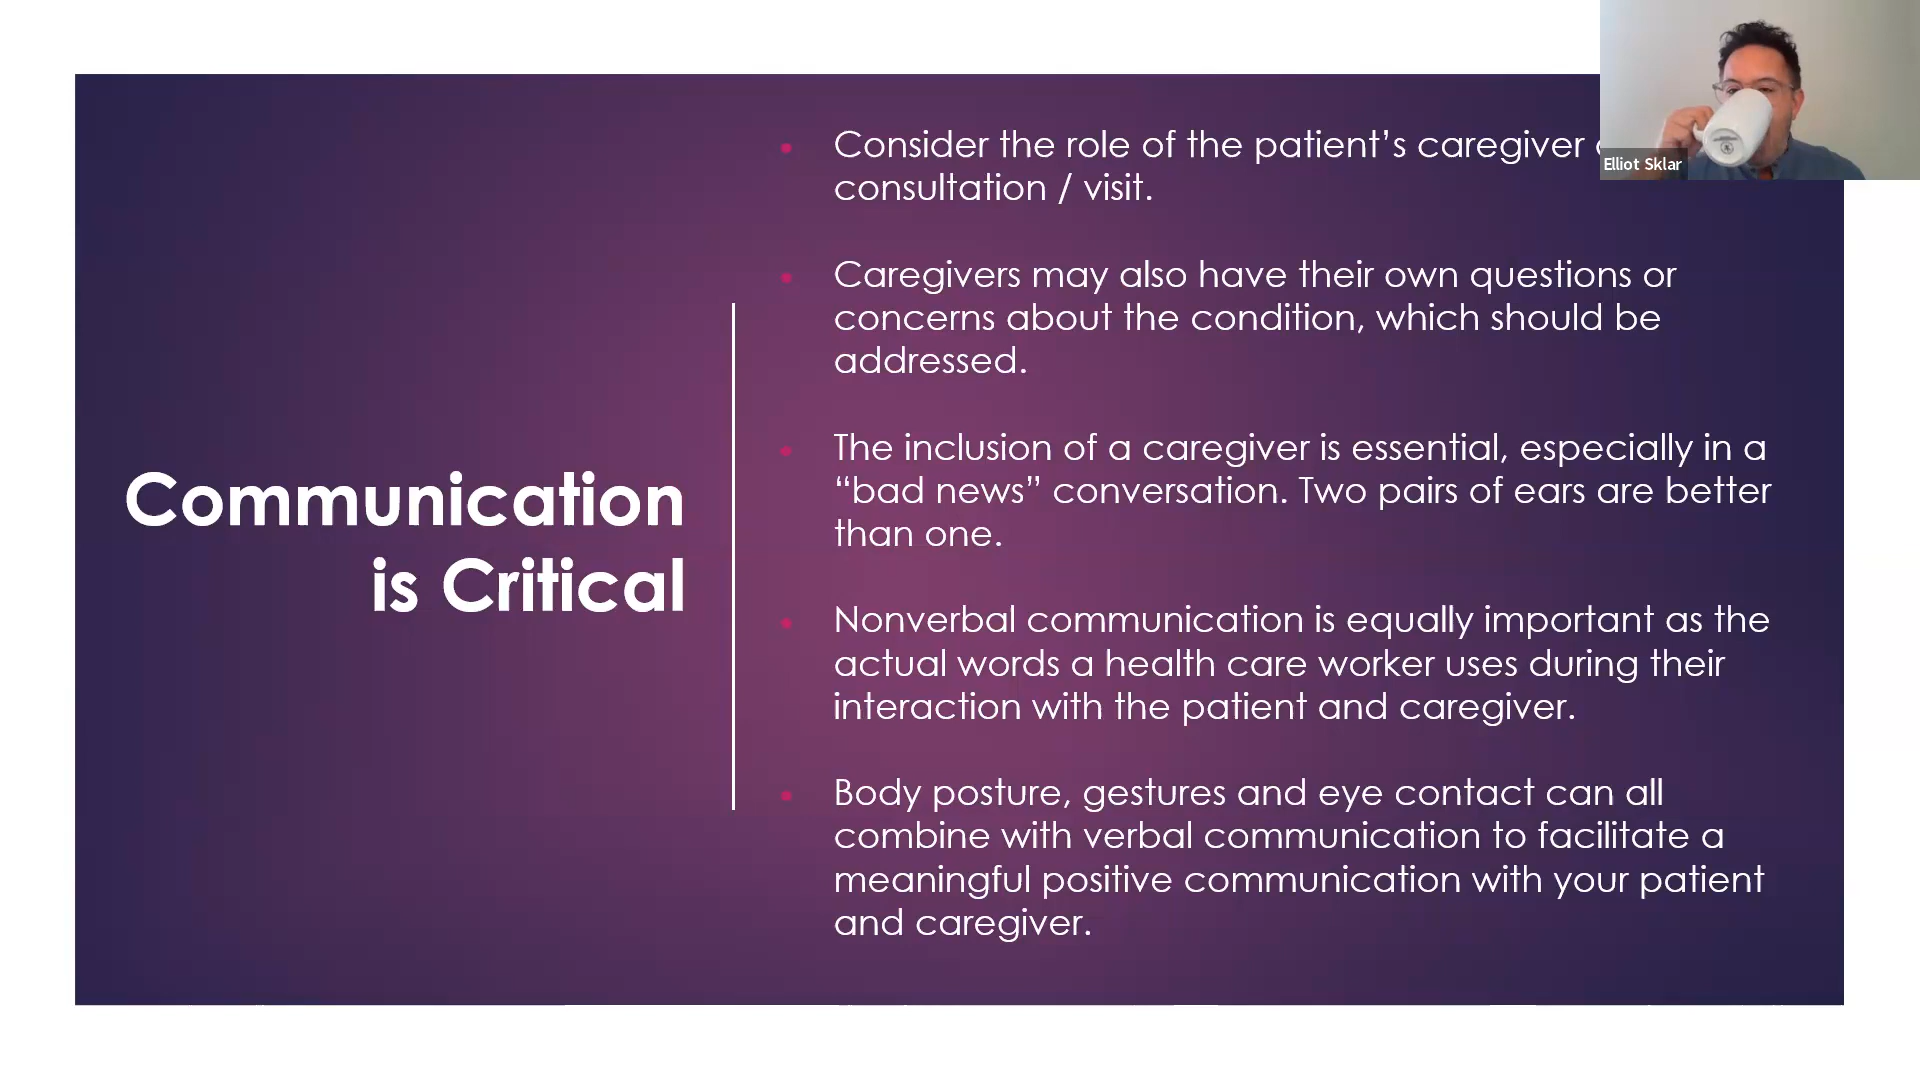 Communication
is Critical
Consider the role of the patient’s caregiver
consultation / visit.
Caregivers may also have their own questions or
concerns about the condition, which should be
addressed.
The inclusion of a caregiver is essential, especially in a
“bad news” conversation. Two pairs of ears are better
than one.
Nonverbal communication is equally important as the
actual words a health care worker uses during their
interaction with the patient and caregiver.
Body posture, gestures and eye contact can all
combine with verbal communication to facilitate a
meaningful positive communication with your patient
and caregiver.
Elliot Sklar